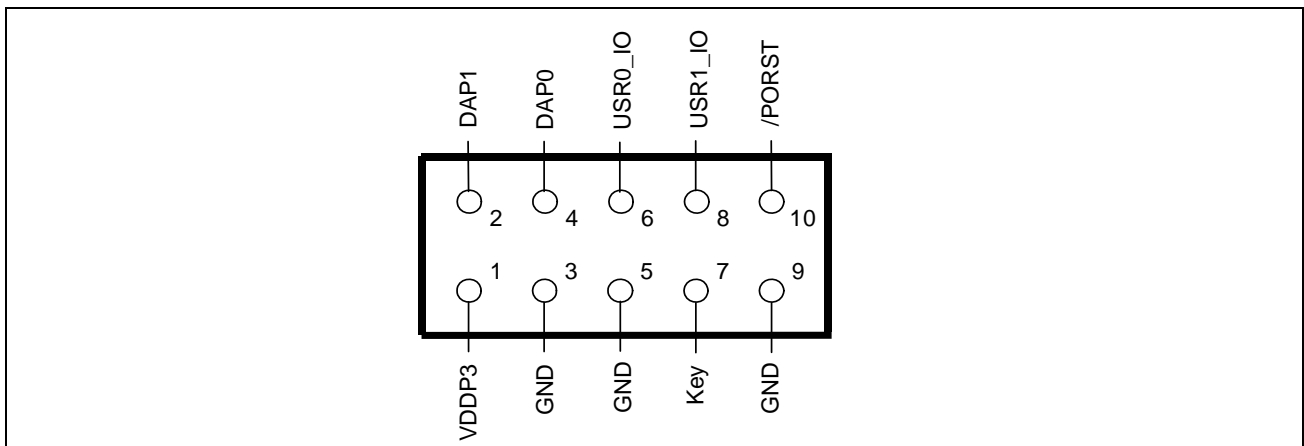 DAP1
DAP0
USR0_IO
USR1_IO
/PORST
2
4
6
8
10
1
3
5
7
9
VDDP3
GND
GND
Key
GND